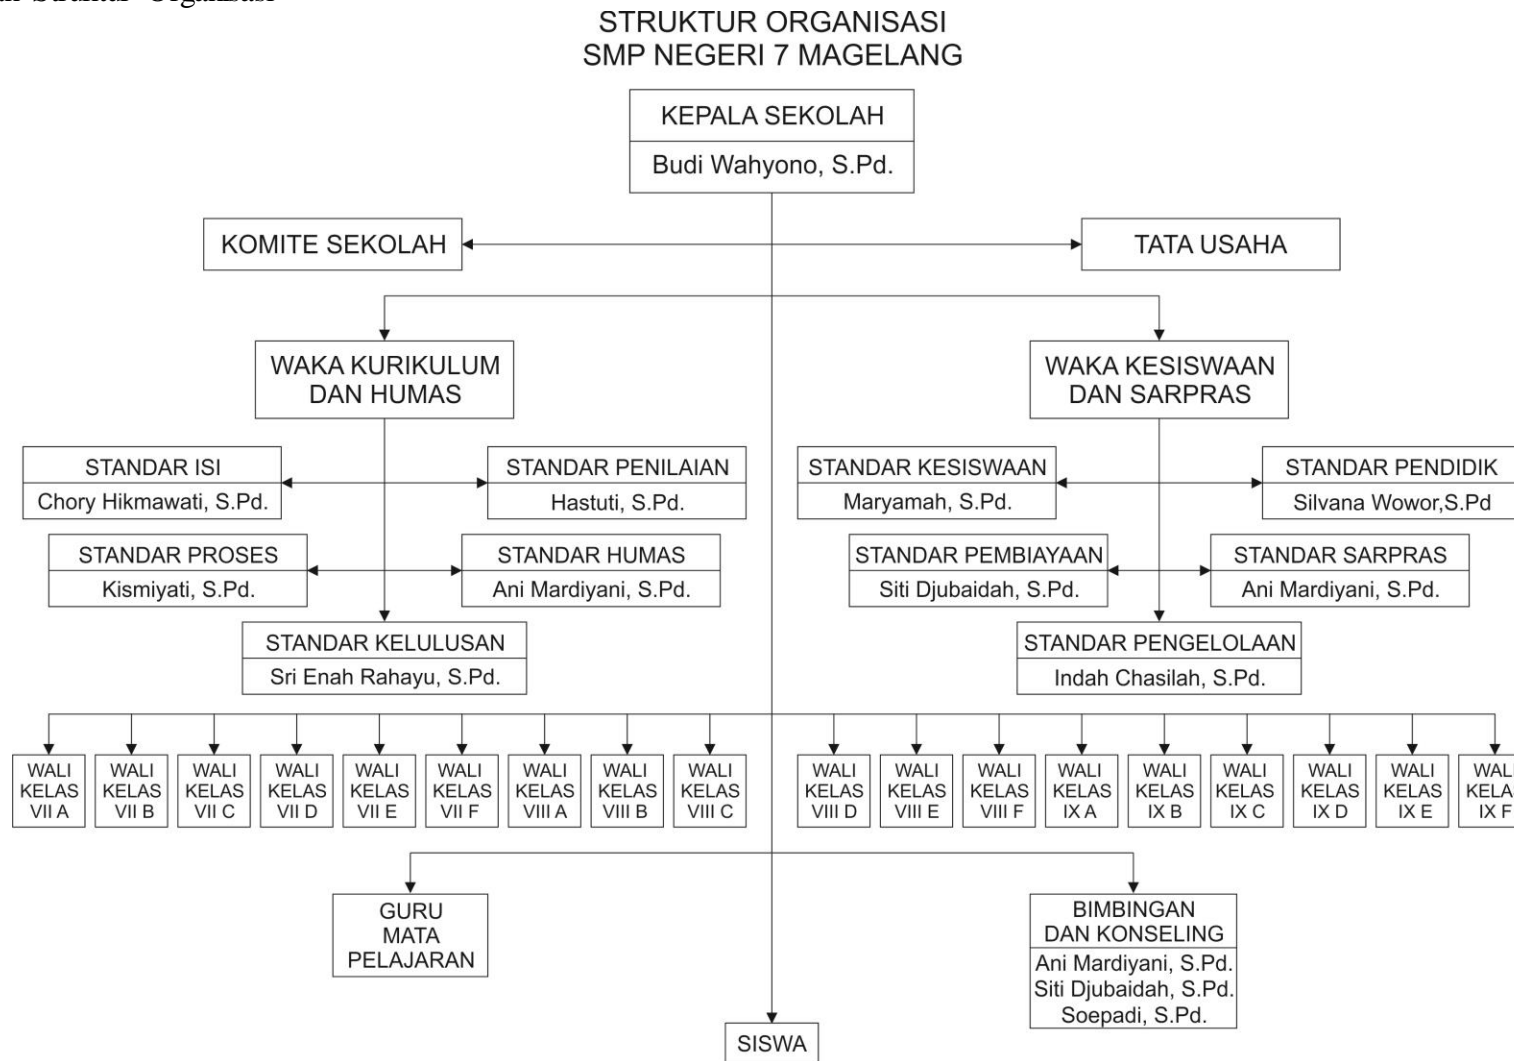 Struktur Organisasi
STRUKTUR ORGANISASI
SMP NEGERI 7 MAGELANG
KEPALA SEKOLAH
Budi Wahyono, S.Pd.
KOMITE SEKOLAH
TATA USAHA
WAKA KURIKULUM
DAN HUMAS
WAKA KESISWAAN
DAN SARPRAS
STANDAR ISI
Chory Hikmawati, S.Pd.
STANDAR PENILAIAN
Hastuti, S.Pd.
STANDAR KESISWAAN
Maryamah, S.Pd.
STANDAR PENDIDIK
Silvana Wowor,S.Pd
STANDAR PROSES
Kismiyati, S.Pd.
STANDAR HUMAS
Ani Mardiyani, S.Pd.
STANDAR PEMBIAYAAN
Siti Djubaidah, S.Pd.
STANDAR SARPRAS
Ani Mardiyani, S.Pd.
STANDAR KELULUSAN
Sri Enah Rahayu, S.Pd.
STANDAR PENGELOLAAN
Indah Chasilah, S.Pd.
WALI
KELAS
VII A
WALI
KELAS
VII B
WALI
KELAS
VII C
WALI
KELAS
VII D
WALI
KELAS
VII E
WALI
KELAS
VII F
WALI
KELAS
VIII A
WALI
KELAS
VIII B
WALI
KELAS
VIII C
WALI
KELAS
VIII D
WALI
KELAS
VIII E
WALI
KELAS
VIII F
WALI
KELAS
IX A
WALI
KELAS
IX B
WALI
KELAS
IX C
WALI
KELAS
IX D
WALI
KELAS
IX E
WALI
KELAS
IX F
GURU
MATA
PELAJARAN
BIMBINGAN
DAN KONSELING
Ani Mardiyani, S.Pd.
Siti Djubaidah, S.Pd.
Soepadi, S.Pd.
SISWA